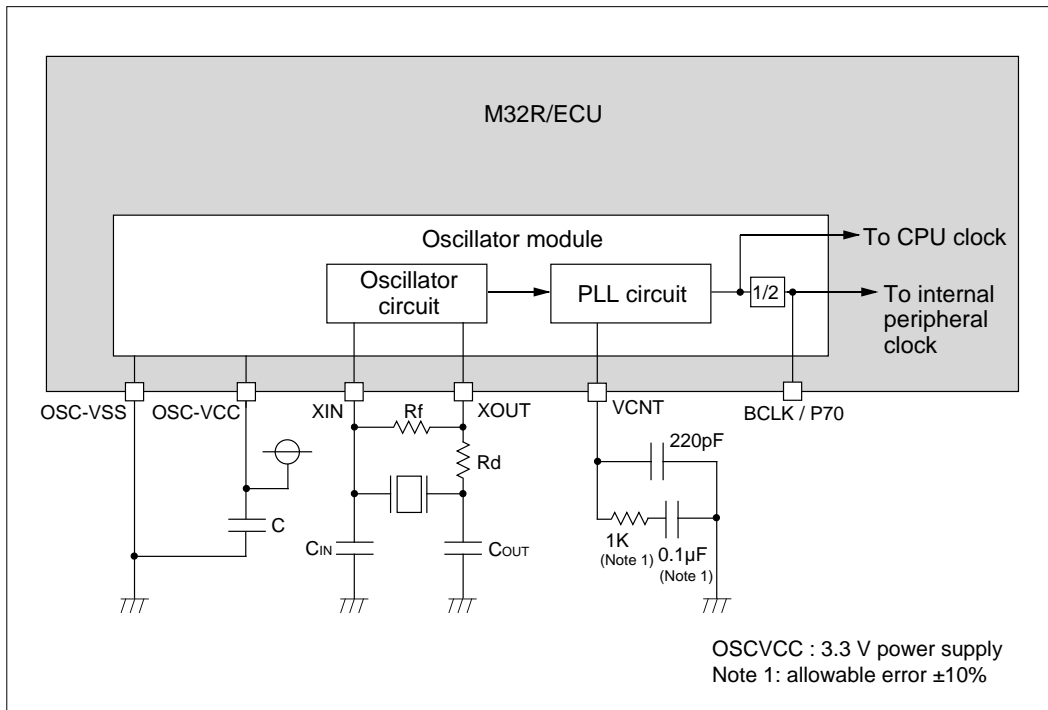 M32R/ECU
Oscillator module
To CPU clock
Oscillator
circuit
PLL circuit
1/2
To internal
peripheral
clock
OSC-VSS
OSC-VCC
XIN
Rf
XOUT
VCNT
BCLK / P70
220pF
Rd
C
CIN
COUT
1K
(Note 1)
0.1µF
(Note 1)
OSCVCC : 3.3 V power supply
Note 1: allowable error ±10%